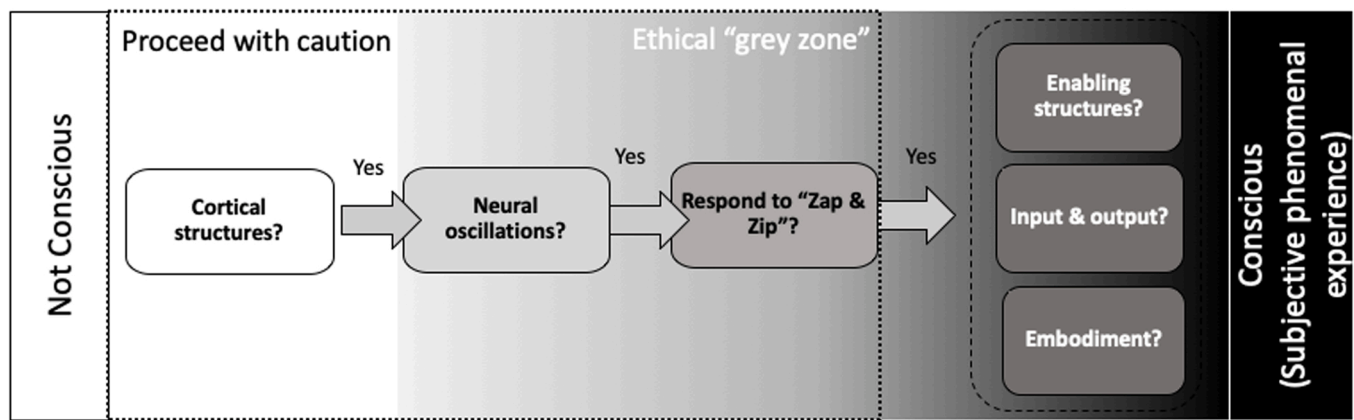 Not Conscious
Proceed with caution
Ethical “grey zone”
Cortical
structures?
Yes
Neural
oscillations?
Yes
Respond to “Zap &
Zip”?
Yes
Enabling
structures?
Input & output?
Embodiment?
Conscious
(Subjective phenomenal
experience)